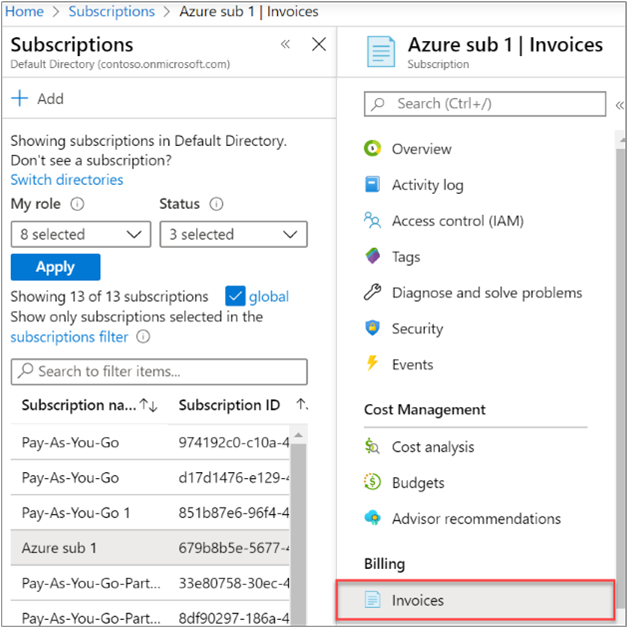 Home > Subscriptions > Azure sub 1 | Invoices
Subscriptions
Default Directory (contoso.onmicrosoft.com)
+ Add
Showing subscriptions in Default Directory.
Don't see a subscription?
Switch directories
My role
Status
8 selected
3 selected
Apply
Showing 13 of 13 subscriptions
global
Show only subscriptions selected in the
subscriptions filter
Search to filter items...
Subscription na... Subscription ID
Pay-As-You-Go 974192c0-c10a-4
Pay-As-You-Go d17d1476-e129-4
Pay-As-You-Go 1 851b87e6-96f4-4
Azure sub 1 679b8b5e-5677-4
Pay-As-You-Go-Part... 33e80758-30ec-4
Pay-As-You-Go-Part... 8df90297-186a-4
Azure sub 1 | Invoices
Subscription
Search (Ctrl+/)
Overview
Activity log
Access control (IAM)
Tags
Diagnose and solve problems
Security
Events
Cost Management
Cost analysis
Budgets
Advisor recommendations
Billing
Invoices